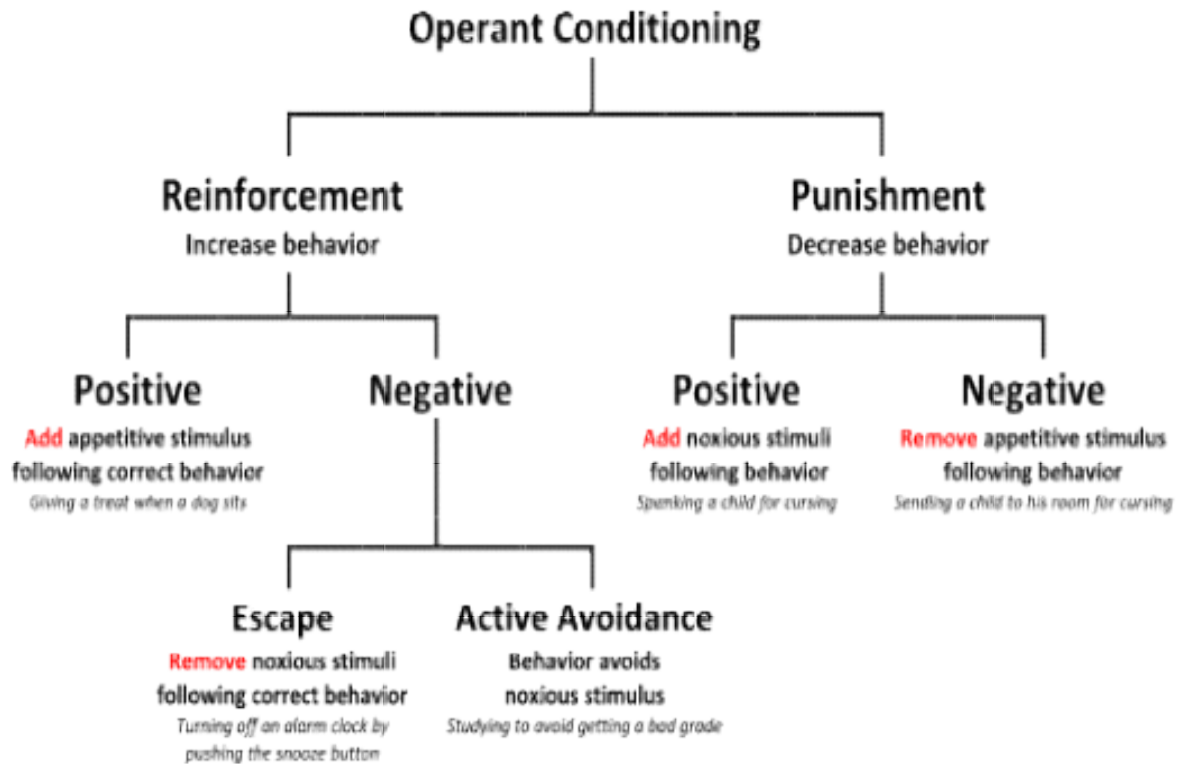 Operant Conditioning
Reinforcement
Increase behavior
Punishment
Decrease behavior
Positive
Add appetitive stimulus
following correct behavior
Giving a treat when a dog sits
Negative
Positive
Add noxious stimuli
following behavior
Spanking a child for cursing
Negative
Remove appetitive stimulus
following behavior
Sending a child to his room for cursing
Escape
Remove noxious stimuli
following correct behavior
Turning off an alarm clock by
pushing the snooze button
Active Avoidance
Behavior avoids
noxious stimulus
Studying to avoid getting a bad grade